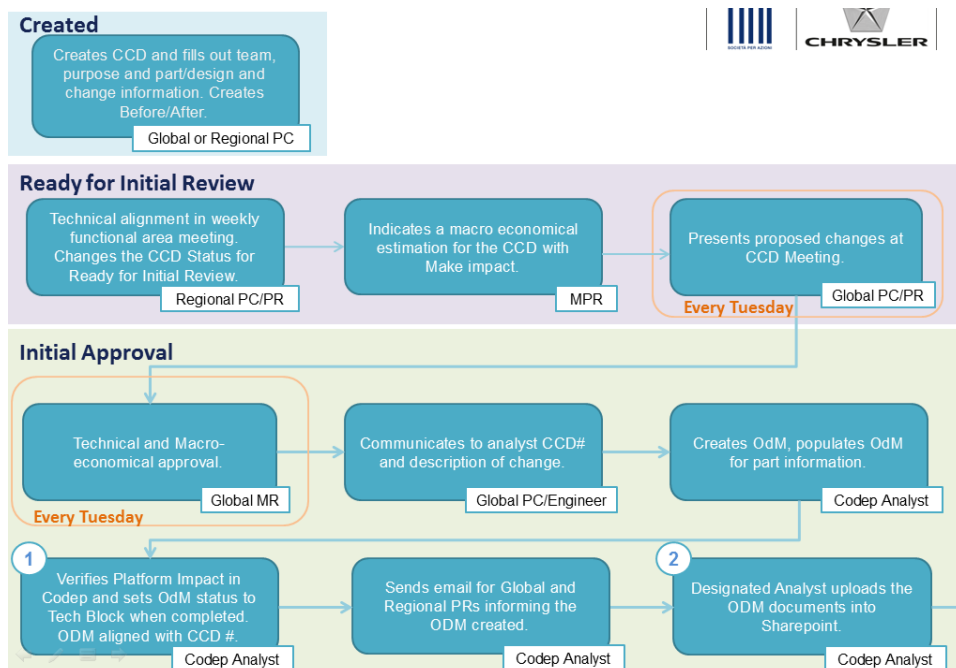 Created
SOCIETÀ PER AZIONI
CHRYSLER
Creates CCD and fills out team,
purpose and part/design and
change information. Creates
Before/After.
Global or Regional PC
Ready for Initial Review
Technical alignment in weekly
functional area meeting.
Changes the CCD Status for
Ready for Initial Review.
Regional PC/PR
Indicates a macro economical
estimation for the CCD with
Make impact.
MPR
Presents proposed changes at
CCD Meeting.
Global PC/PR
Every Tuesday
Initial Approval
Technical and Macro-
economical approval.
Global MR
Every Tuesday
Communicates to analyst CCD#
and description of change.
Global PC/Engineer
Creates OdM, populates OdM
for part information.
Codep Analyst
1
Verifies Platform Impact in
Codep and sets OdM status to
Tech Block when completed.
ODM aligned with CCD #.
Codep Analyst
Sends email for Global and
Regional PRs informing the
ODM created.
Codep Analyst
2
Designated Analyst uploads the
ODM documents into
Sharepoint.
Codep Analyst